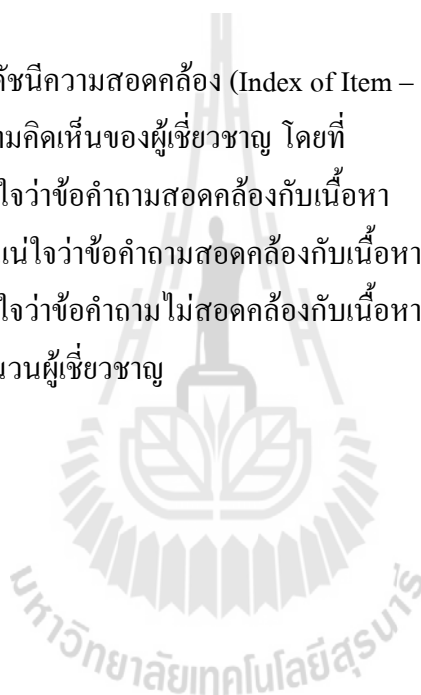 ดัชนีความสอดคล้อง (Index of Item –
ามคิดเห็นของผู้เชี่ยวชาญ โดยที่
ใจว่าข้อคำถามสอดคล้องกับเนื้อหา
แน่ใจว่าข้อคำถามสอดคล้องกับเนื้อหา
ใจว่าข้อคำถามไม่สอดคล้องกับเนื้อหา
นวนผู้เชี่ยวชาญ
มหาวิทยาลัยเทคโนโลยีสุรนารี